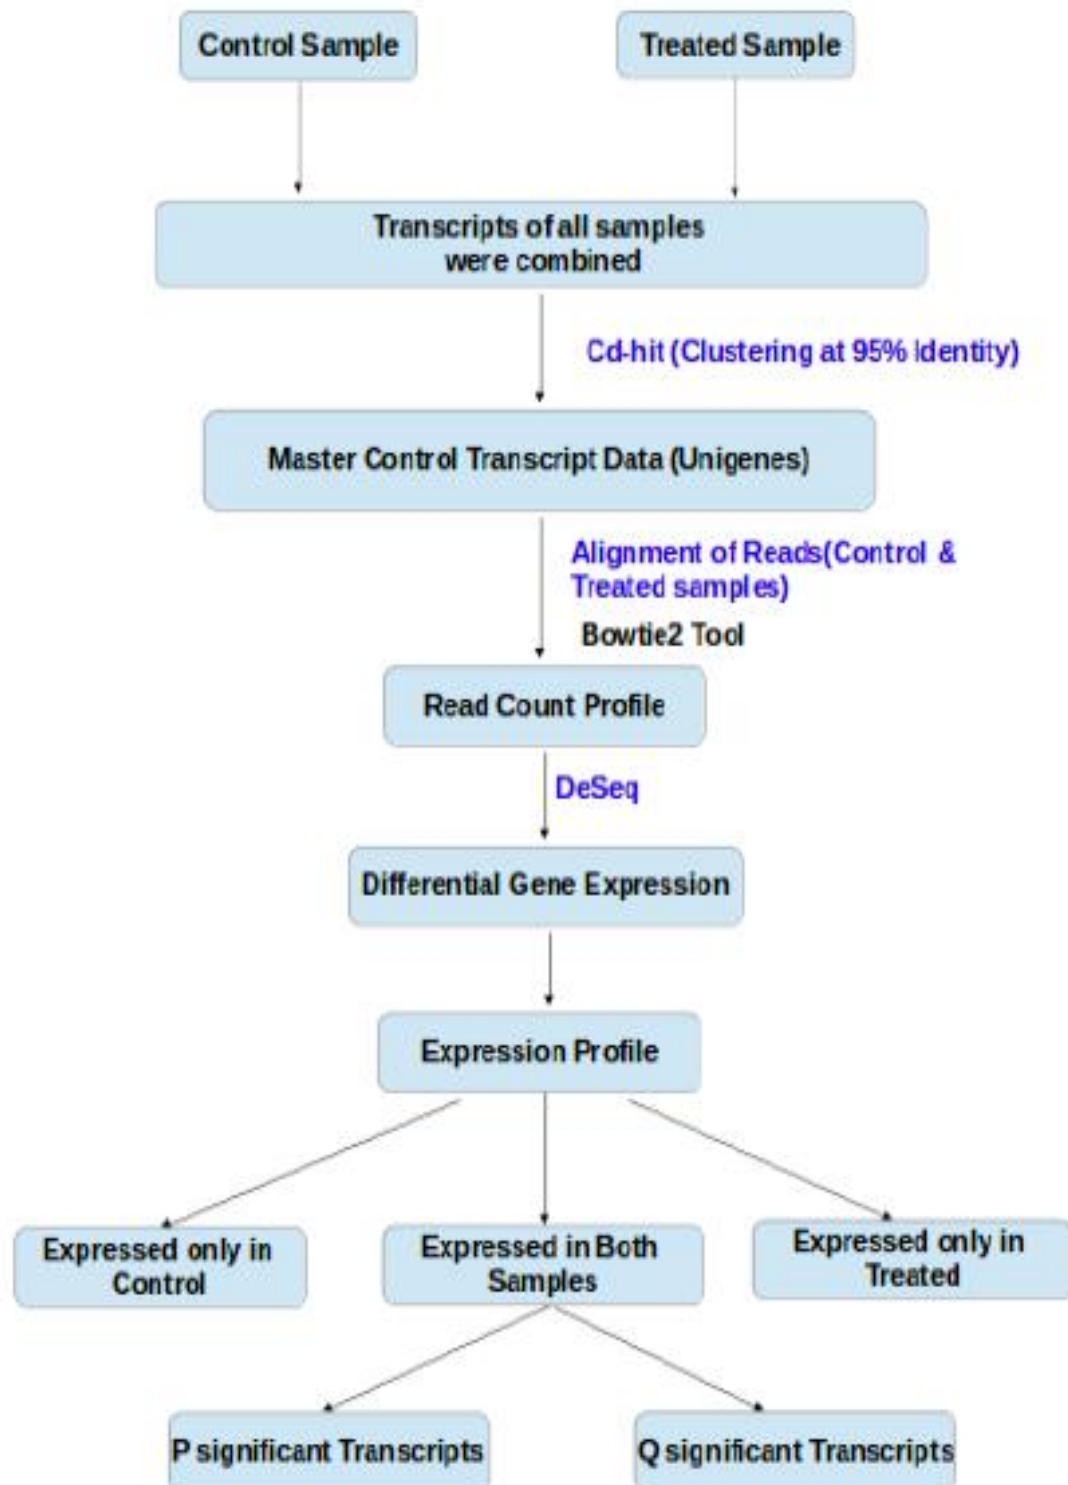 Control Sample
Treated Sample
Transcripts of all samples
were combined
Cd-hit (Clustering at 95% Identity)
Master Control Transcript Data (Unigenes)
Alignment of Reads(Control &
Treated samples)
Bowtie2 Tool
Read Count Profile
DeSeq
Differential Gene Expression
Expression Profile
Expressed only in
Control
Expressed in Both
Samples
Expressed only in
Treated
P significant Transcripts
Q significant Transcripts